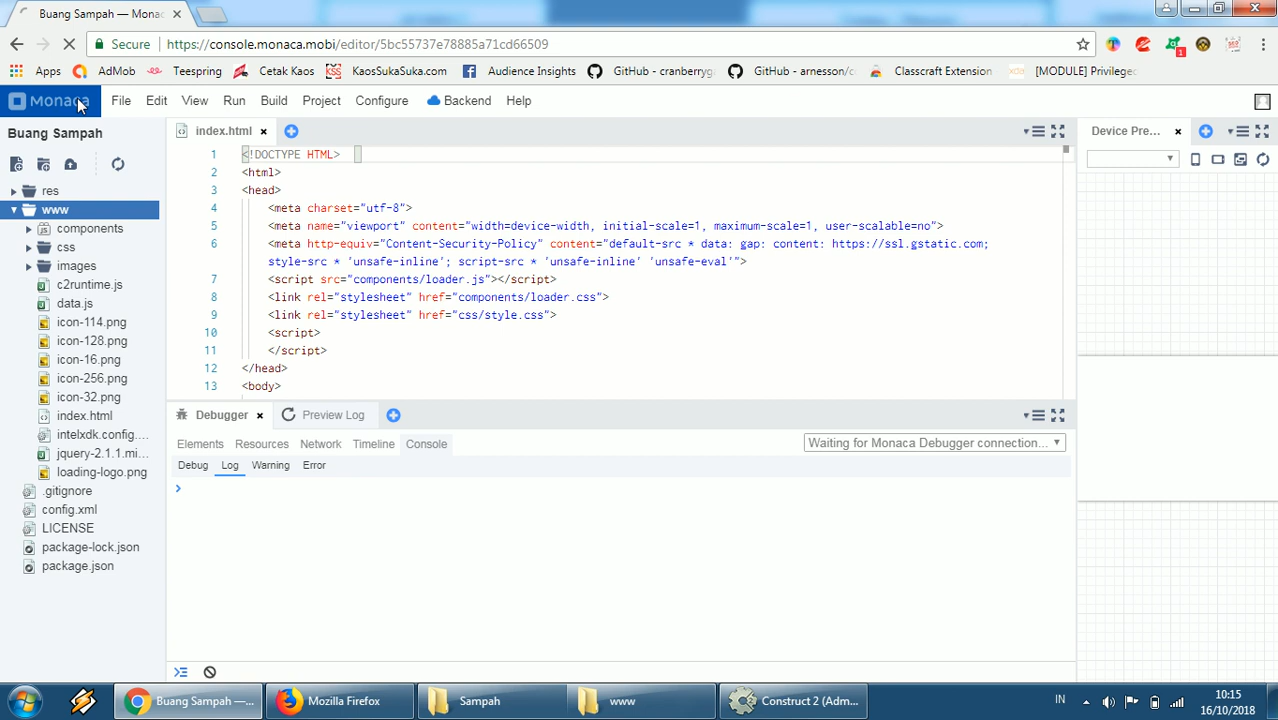 Buang Sampah — Monac
Secure https://console.monaca.mobi/editor/5bc55737e78885a71cd66509
Apps AdMob Teespring Cetak Kaos KaosSukaSuka.com Audience Insights GitHub - cranberryg GitHub - arnesson/c Classcraft Extension [MODULE] Privileg
Monaca File Edit View Run Build Project Configure Backend Help
Buang Sampah
index.html
Device Pre...
res
www
components
css
images
c2runtime.js
data.js
icon-114.png
icon-128.png
icon-16.png
icon-256.png
icon-32.png
index.html
intelxdk.config....
jquery-2.1.1.mi...
loading-logo.png
.gitignore
config.xml
LICENSE
package-lock.json
package.json
1 <!DOCTYPE HTML>
2 <html>
3 <head>
4 <meta charset="utf-8">
5 <meta name="viewport" content="width=device-width, initial-scale=1, maximum-scale=1, user-scalable=no">
6 <meta http-equiv="Content-Security-Policy" content="default-src * data: gap: content: https://ssl.gstatic.com;
style-src * 'unsafe-inline'; script-src * 'unsafe-inline' 'unsafe-eval'">
7 <script src="components/loader.js"></script>
8 <link rel="stylesheet" href="components/loader.css">
9 <link rel="stylesheet" href="css/style.css">
10 <script>
11 </script>
12 </head>
13 <body>
Debugger Preview Log
Elements Resources Network Timeline Console Waiting for Monaca Debugger connection...
Debug Log Warning Error
Buang Sampah —... Mozilla Firefox Sampah www Construct 2 (Adm... IN 10:15
16/10/2018